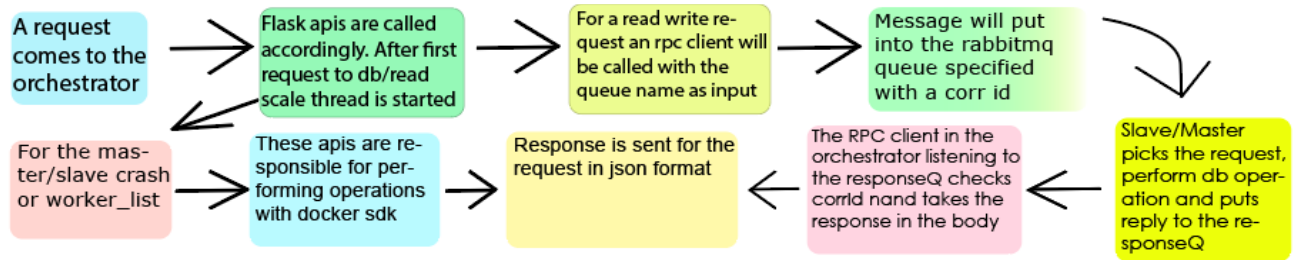 A request
comes to the
orchestrator
Flask apis are called
accordingly. After first
request to db/read
scale thread is started
For a read write re-
quest an rpc client will
be called with the
queue name as input
Message will put
into the rabbitmq
queue specified
with a corr id
For the mas-
ter/slave crash
or worker_list
These apis are re-
sponsible for per-
forming operations
with docker sdk
Response is sent for the
request in json format
The RPC client in the
orchestrator listening to
the responseQ checks
corrId nand takes the
response in the body
Slave/Master
picks the request,
perform db oper-
ation and puts
reply to the re-
sponseQ